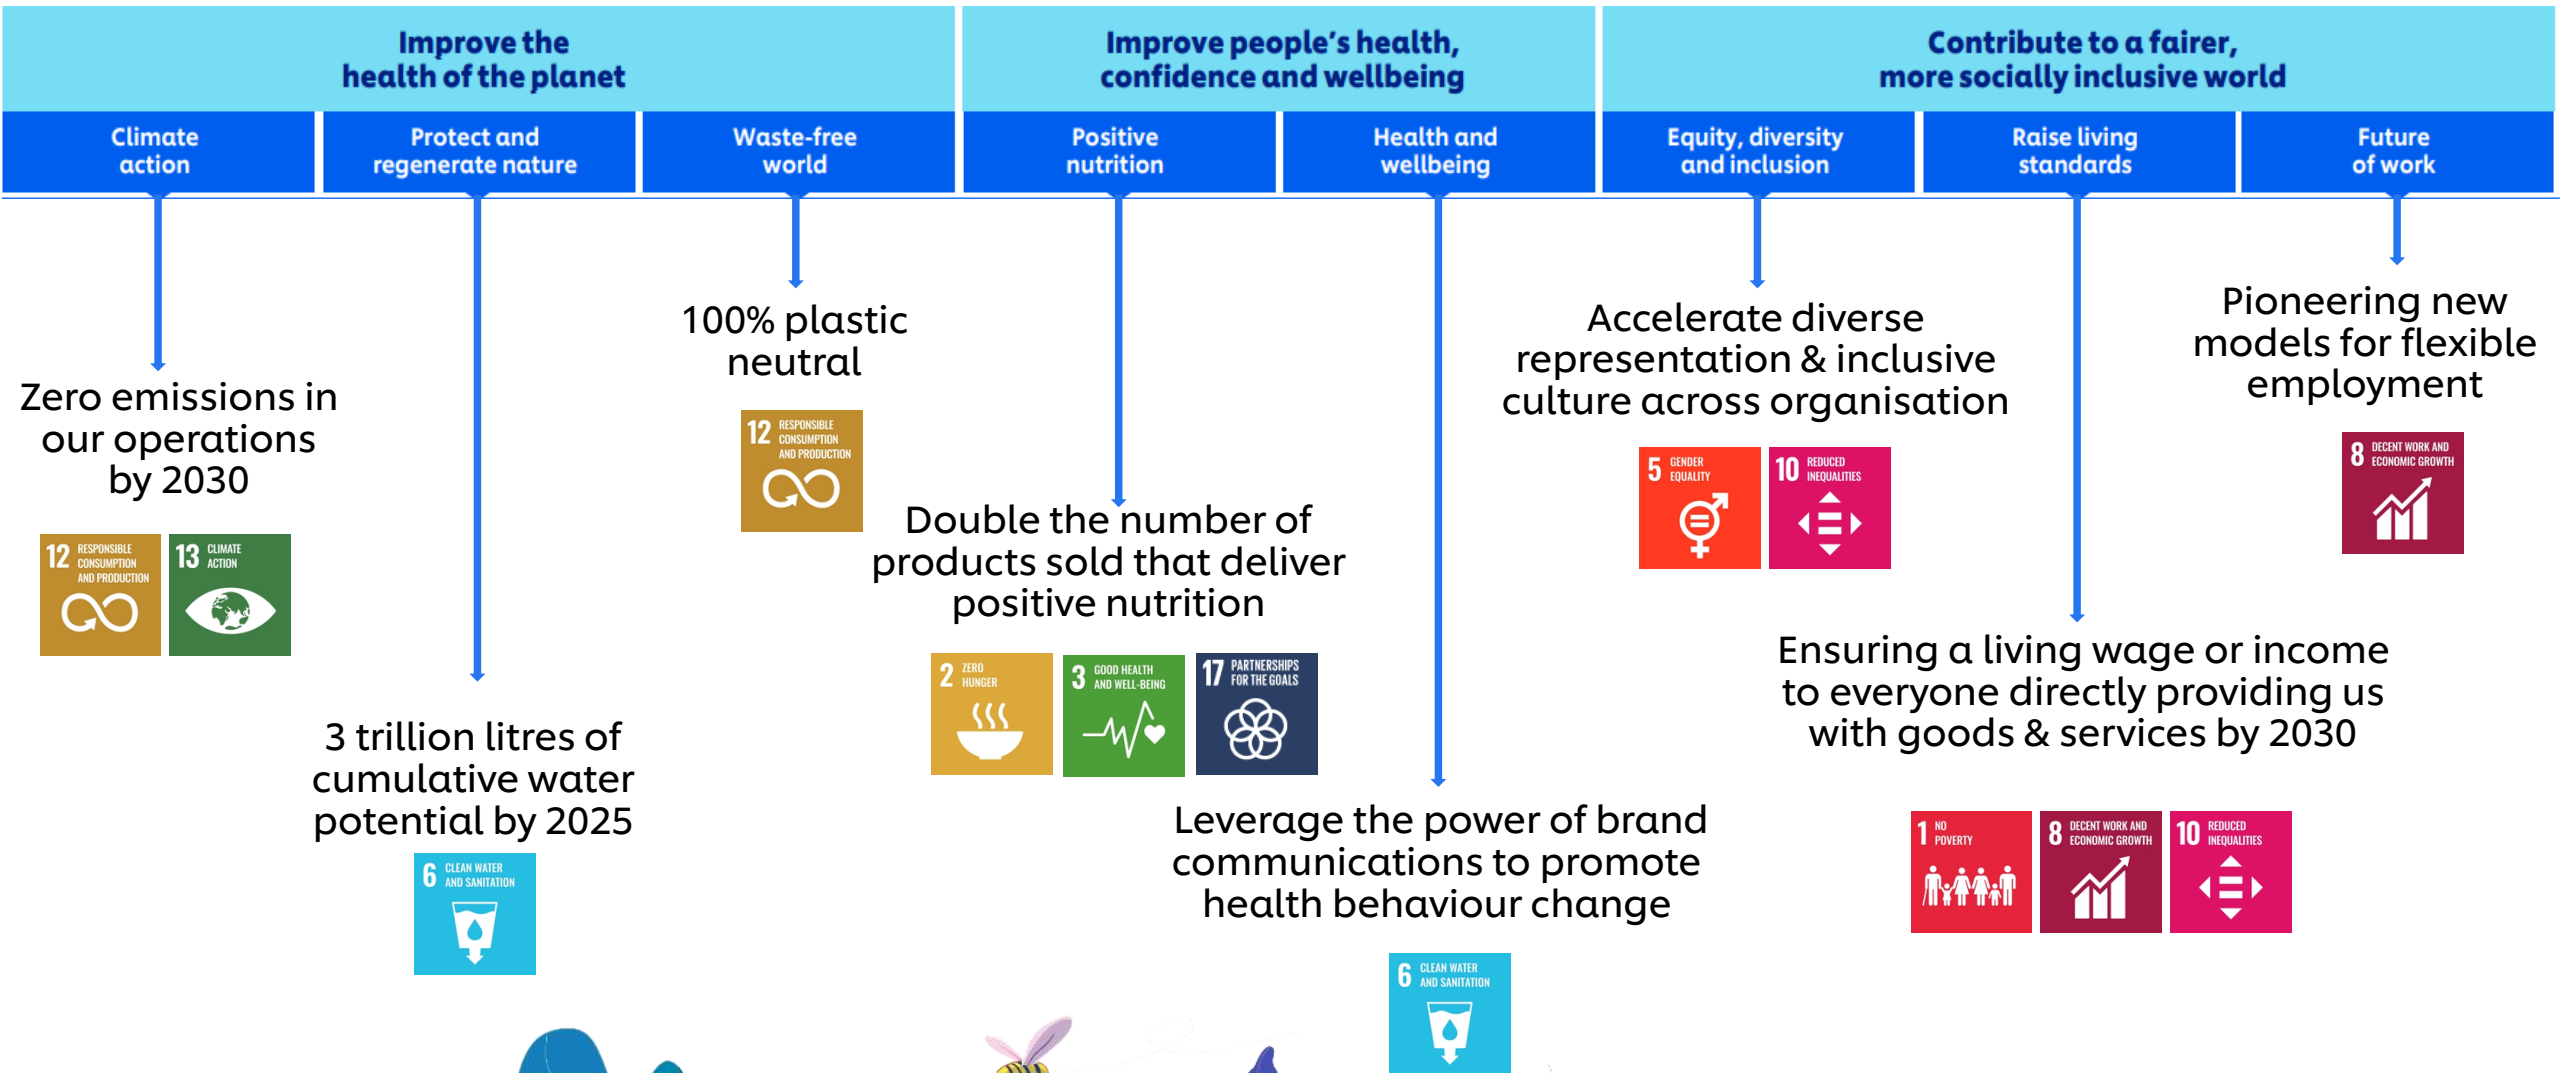 Improve the
health of the planet
Improve people's health,
confidence and wellbeing
Contribute to a fairer,
more socially inclusive world
Climate
action
Protect and
regenerate nature
Waste-free
world
Positive
nutrition
Health and
wellbeing
Equity, diversity
and inclusion
Raise living
standards
Future
of work
Zero emissions in
our operations
by 2030
12 RESPONSIBLE
CONSUMPTION
AND PRODUCTION
13 CLIMATE
ACTION
3 trillion litres of
cumulative water
potential by 2025
6 CLEAN WATER
AND SANITATION
100% plastic
neutral
12 RESPONSIBLE
CONSUMPTION
AND PRODUCTION
Double the number of
products sold that deliver
positive nutrition
2 ZERO
HUNGER
3 GOOD HEALTH
AND WELL-BEING
17 PARTNERSHIPS
FOR THE GOALS
Leverage the power of brand
communications to promote
health behaviour change
6 CLEAN WATER
AND SANITATION
Accelerate diverse
representation & inclusive
culture across organisation
5 GENDER
EQUALITY
10 REDUCED
INEQUALITIES
Ensuring a living wage or income
to everyone directly providing us
with goods & services by 2030
1 NO
POVERTY
8 DECENT WORK AND
ECONOMIC GROWTH
10 REDUCED
INEQUALITIES
Pioneering new
models for flexible
employment
8 DECENT WORK AND
ECONOMIC GROWTH